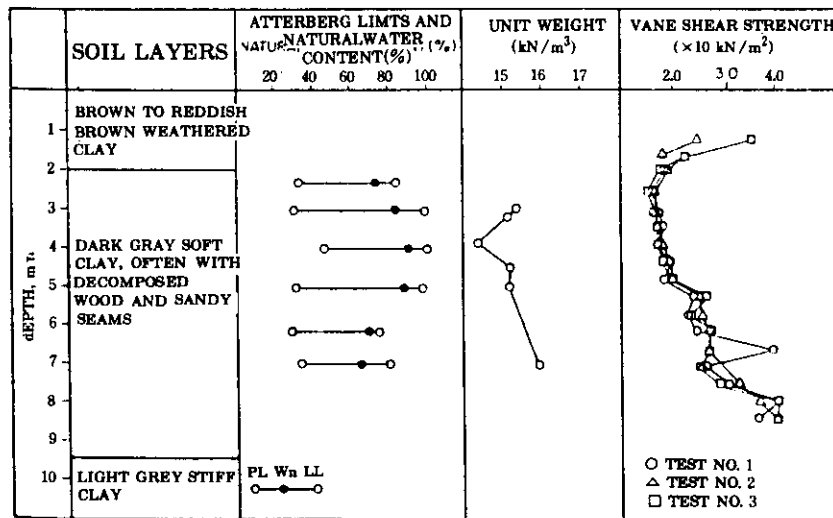 SOIL LAYERS
ATTERBERG LIMTS AND
NATURALWATER
CONTENT(%)
(%)
20 40 60 80 100
UNIT WEIGHT
(kN/m³)
14 15 16 17
VANE SHEAR STRENGTH
(×10 kN/m²)
2.0 3.0 4.0
dEPTH, m
1
2
3
4
5
6
7
8
9
10
BROWN TO REDDISH
BROWN WEATHERED
CLAY
DARK GRAY SOFT
CLAY, OFTEN WITH
DECOMPOSED
WOOD AND SANDY
SEAMS
LIGHT GREY STIFF
CLAY
PL Wn LL
TEST NO. 1
TEST NO. 2
TEST NO. 3